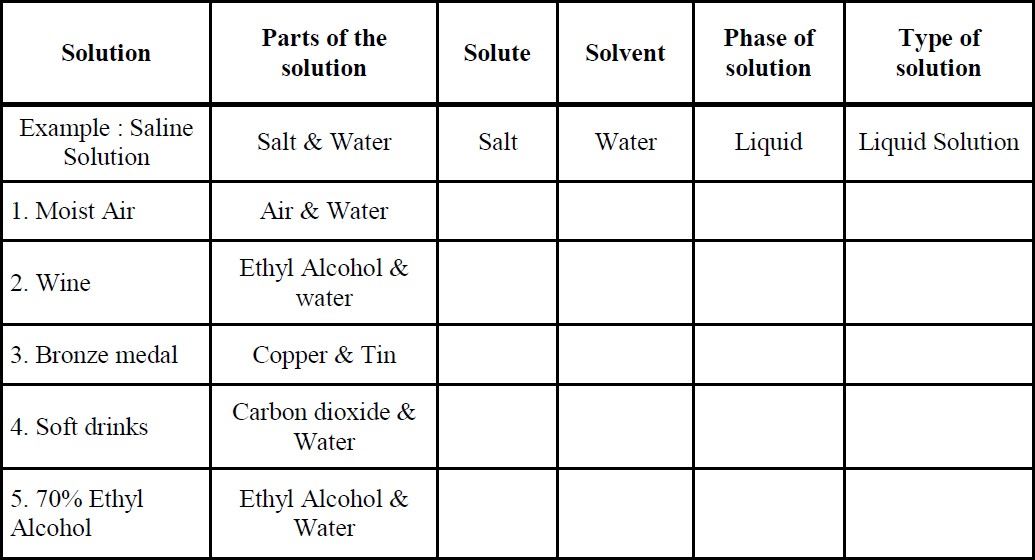 Solution
Parts of the
solution
Solute
Solvent
Phase of
solution
Type of
solution
Example : Saline
Solution
Salt & Water
Salt
Water
Liquid
Liquid Solution
1. Moist Air
Air & Water
2. Wine
Ethyl Alcohol &
water
3. Bronze medal
Copper & Tin
4. Soft drinks
Carbon dioxide &
Water
5. 70% Ethyl
Alcohol
Ethyl Alcohol &
Water